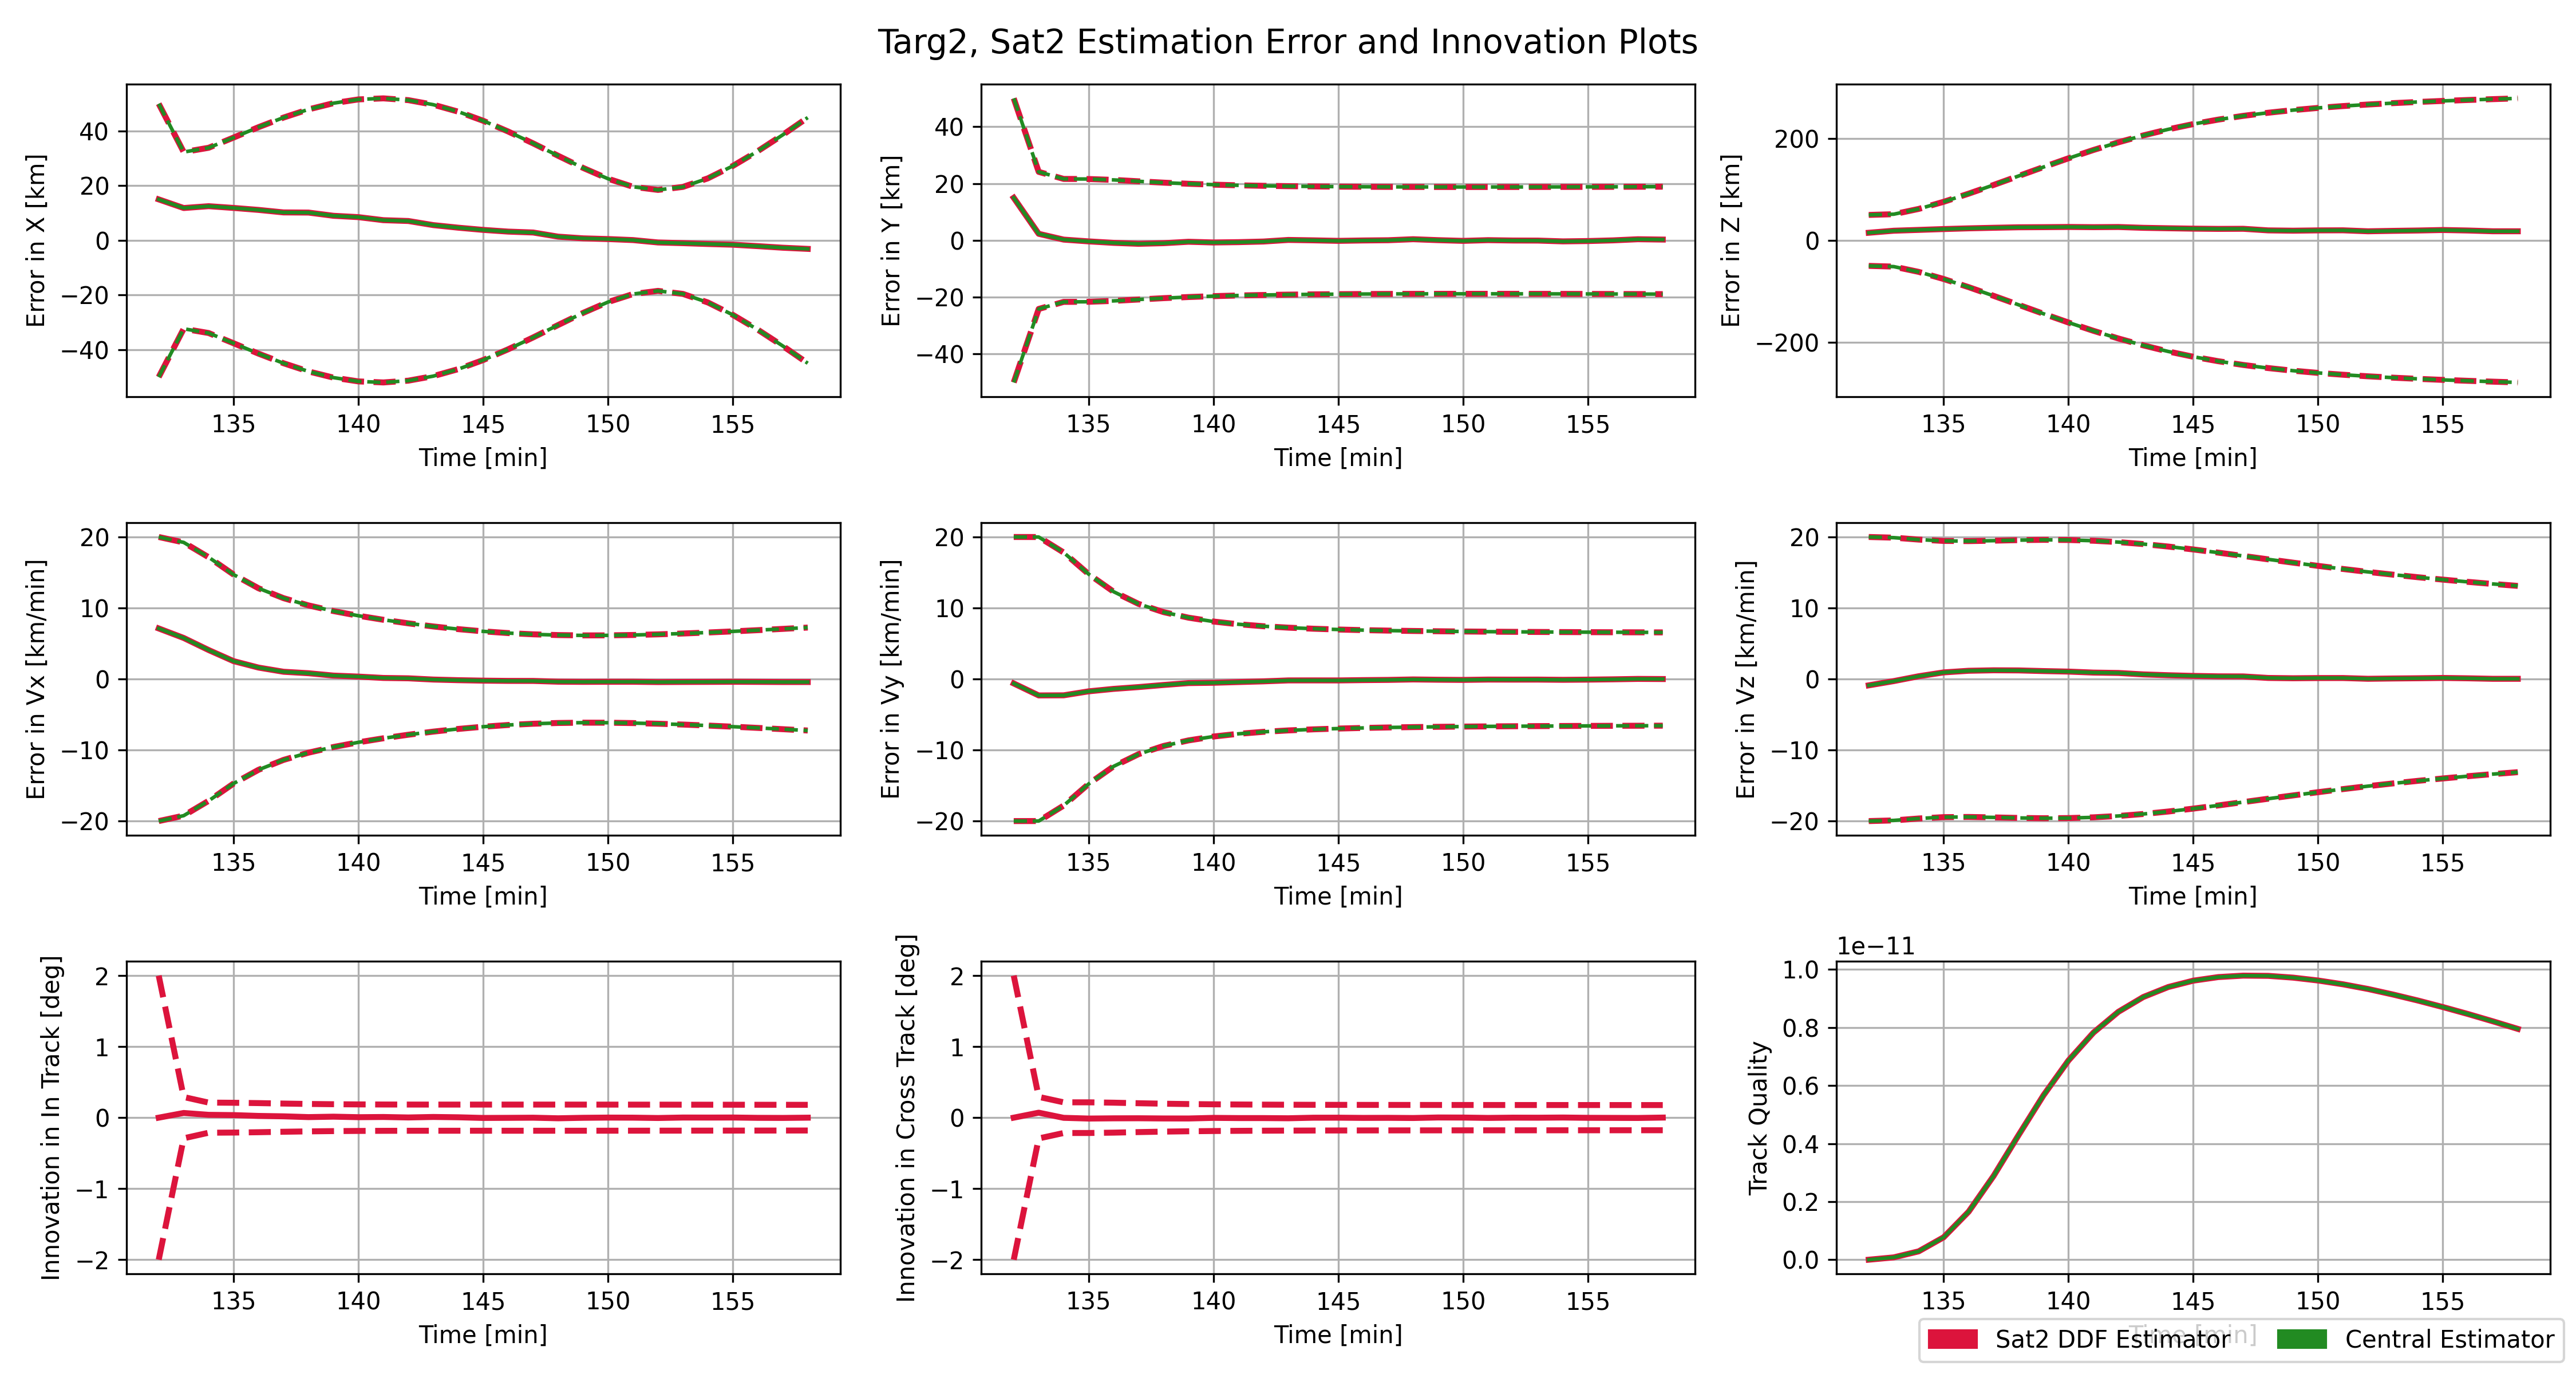 Targ2, Sat2 Estimation Error and Innovation Plots
Error in X [km]
40
20
0
−20
−40
135 140 145 150 155
Time [min]
Error in Y [km]
40
20
0
−20
−40
135 140 145 150 155
Time [min]
Error in Z [km]
200
0
−200
135 140 145 150 155
Time [min]
Error in Vx [km/min]
20
10
0
−10
−20
135 140 145 150 155
Time [min]
Error in Vy [km/min]
20
10
0
−10
−20
135 140 145 150 155
Time [min]
Error in Vz [km/min]
20
10
0
−10
−20
135 140 145 150 155
Time [min]
Innovation in In Track [deg]
2
1
0
−1
−2
135 140 145 150 155
Time [min]
Innovation in Cross Track [deg]
2
1
0
−1
−2
135 140 145 150 155
Time [min]
1e−11
Track Quality
1.0
0.8
0.6
0.4
0.2
0.0
135 140 145 150 155
Time [min]
Sat2 DDF Estimator
Central Estimator